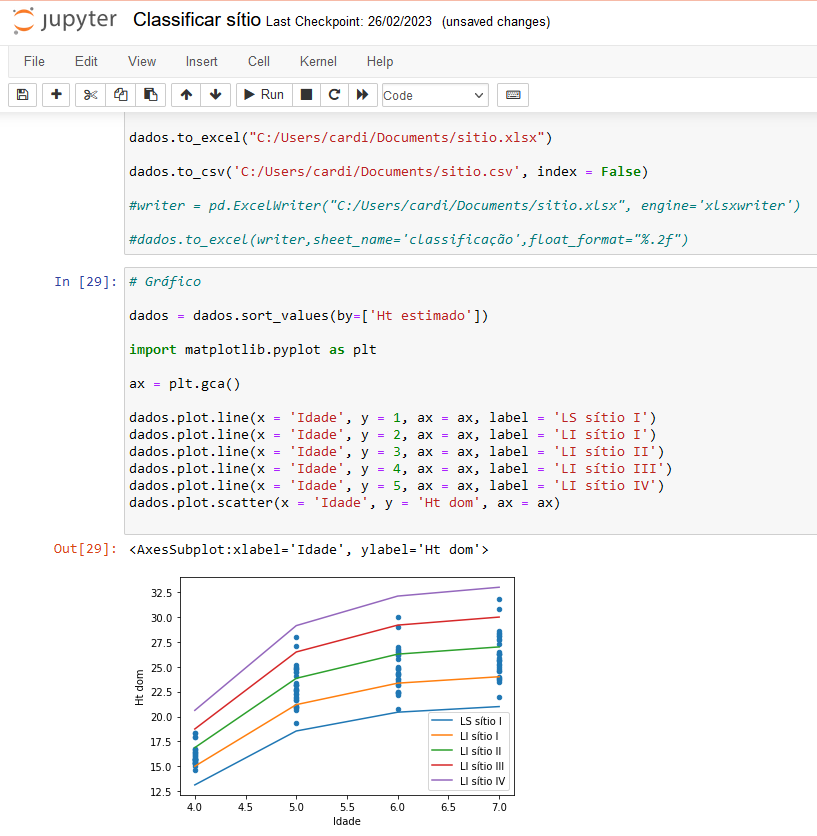 jupyter Classificar sítio Last Checkpoint: 26/02/2023 (unsaved changes)
File Edit View Insert Cell Kernel Help
Run Code
dados.to_excel("C:/Users/cardi/Documents/sitio.xlsx")
dados.to_csv('C:/Users/cardi/Documents/sitio.csv', index = False)
#writer = pd.ExcelWriter("C:/Users/cardi/Documents/sitio.xlsx", engine='xlsxwriter')
#dados.to_excel(writer,sheet_name='classificação',float_format="%.2f")
In [29]: # Gráfico
dados = dados.sort_values(by=['Ht estimado'])
import matplotlib.pyplot as plt
ax = plt.gca()
dados.plot.line(x = 'Idade', y = 1, ax = ax, label = 'LS sítio I')
dados.plot.line(x = 'Idade', y = 2, ax = ax, label = 'LI sítio I')
dados.plot.line(x = 'Idade', y = 3, ax = ax, label = 'LI sítio II')
dados.plot.line(x = 'Idade', y = 4, ax = ax, label = 'LI sítio III')
dados.plot.line(x = 'Idade', y = 5, ax = ax, label = 'LI sítio IV')
dados.plot.scatter(x = 'Idade', y = 'Ht dom', ax = ax)
Out[29]: <AxesSubplot:xlabel='Idade', ylabel='Ht dom'>
32.5
30.0
27.5
25.0
22.5
20.0
17.5
15.0
12.5
Ht dom
LS sítio I
LI sítio I
LI sítio II
LI sítio III
LI sítio IV
4.0 4.5 5.0 5.5 6.0 6.5 7.0
Idade